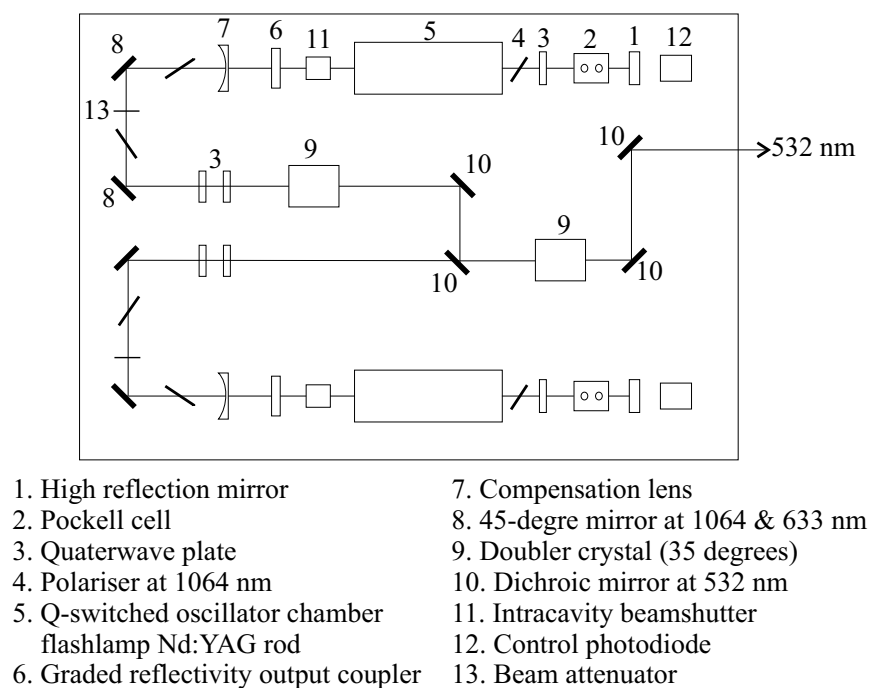 7 6 11 5 4 3 2 1 12
8
13
8 3 9 10 10 532 nm
9
10 10
1. High reflection mirror
2. Pockell cell
3. Quaterwave plate
4. Polariser at 1064 nm
5. Q-switched oscillator chamber
flashlamp Nd:YAG rod
6. Graded reflectivity output coupler
7. Compensation lens
8. 45-degre mirror at 1064 & 633 nm
9. Doubler crystal (35 degrees)
10. Dichroic mirror at 532 nm
11. Intracavity beamshutter
12. Control photodiode
13. Beam attenuator